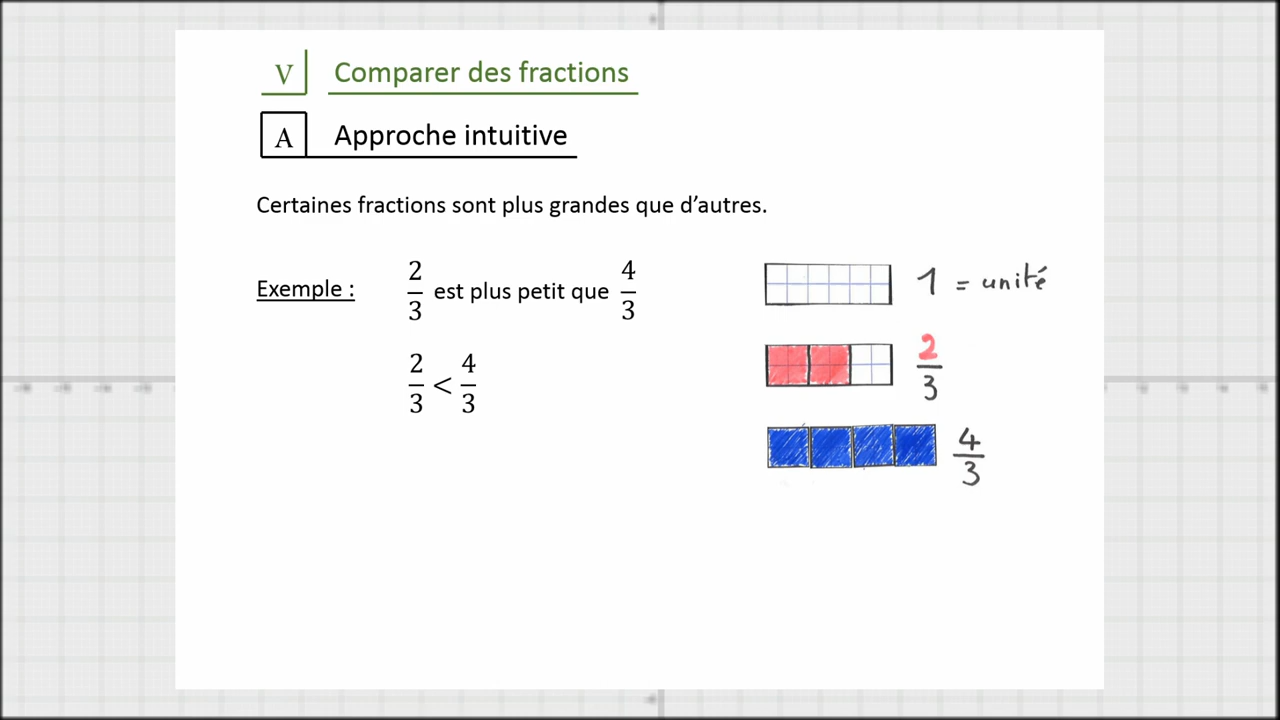 V Comparer des fractions
A Approche intuitive
Certaines fractions sont plus grandes que d’autres.
Exemple : 2/3 est plus petit que 4/3
2/3 < 4/3
1 = unité
2/3
4/3